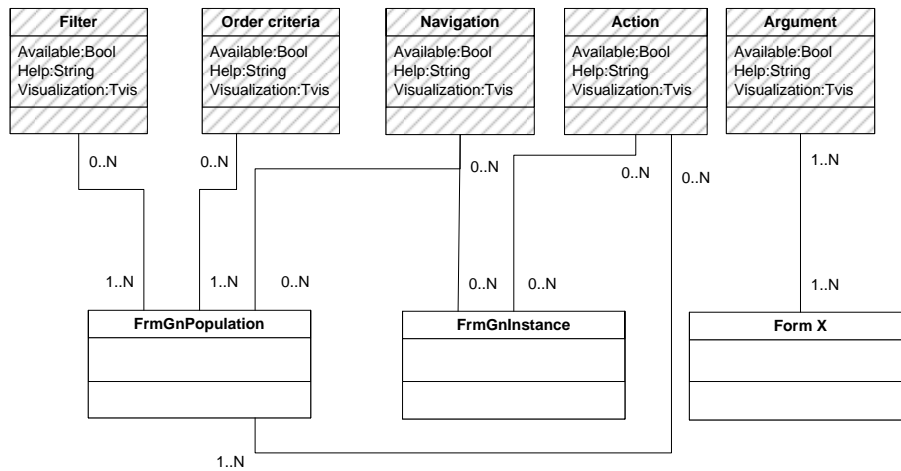 Filter
Available:Bool
Help:String
Visualization:Tvis
Order criteria
Available:Bool
Help:String
Visualization:Tvis
Navigation
Available:Bool
Help:String
Visualization:Tvis
Action
Available:Bool
Help:String
Visualization:Tvis
Argument
Available:Bool
Help:String
Visualization:Tvis
0..N
0..N
0..N
0..N
0..N
1..N
1..N
1..N
0..N
0..N
0..N
1..N
FrmGnPopulation
FrmGnInstance
Form X
1..N